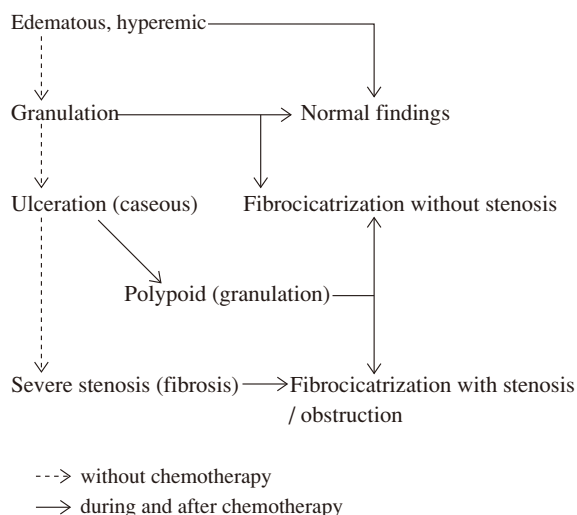 Edematous, hyperemic
Granulation
Normal findings
Ulceration (caseous)
Fibrocicatrization without stenosis
Polypoid (granulation)
Severe stenosis (fibrosis)
Fibrocicatrization with stenosis
/ obstruction
without chemotherapy
during and after chemotherapy